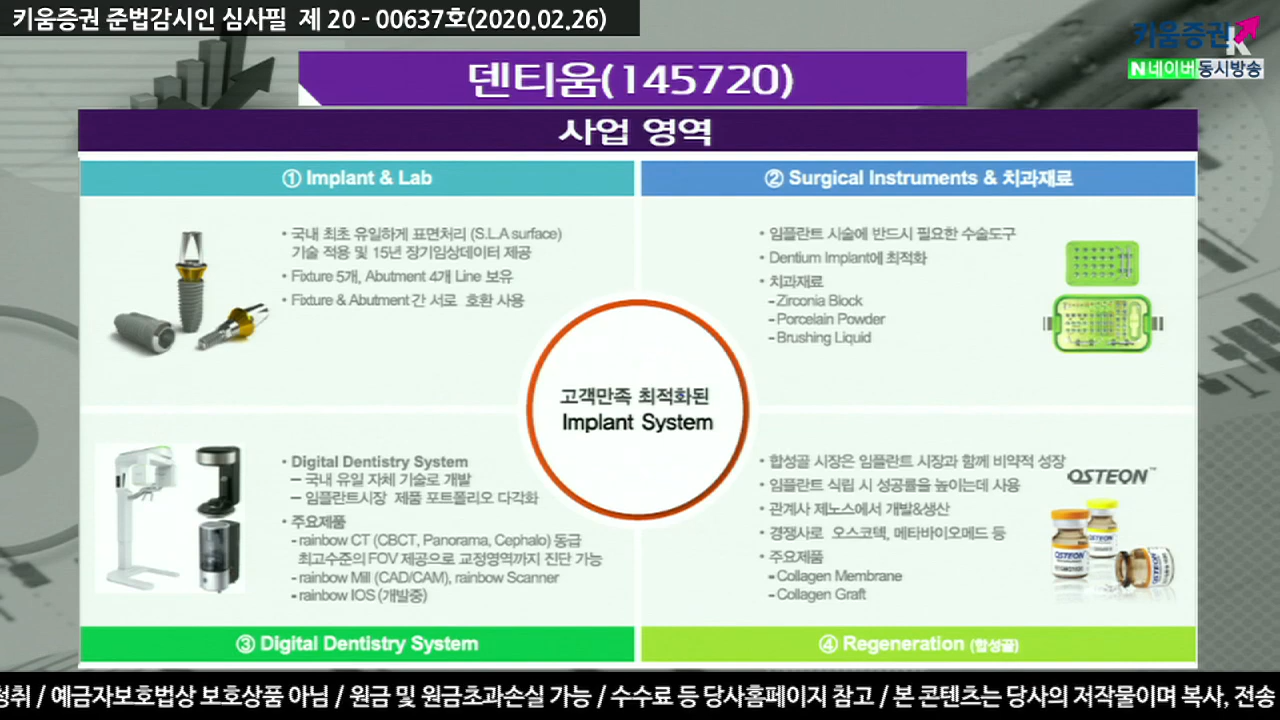 키움증권 준법감시인 심사필 제 20 - 00637호(2020.02.26)
키움증권
N 네이버 동시방송
덴티움(145720)
사업 영역
① Implant & Lab
• 국내 최초 유일하게 표면처리 (S.L.A surface)
기술 적용 및 15년 장기임상데이터 제공
• Fixture 5개, Abutment 4개 Line 보유
• Fixture & Abutment 간 서로 호환 사용
② Surgical Instruments & 치과재료
• 임플란트 시술에 반드시 필요한 수술도구
• Dentium Implant에 최적화
• 치과재료
- Zirconia Block
- Porcelain Powder
- Brushing Liquid
고객만족 최적화된
Implant System
• Digital Dentistry System
- 국내 유일 자체 기술로 개발
- 임플란트시장 제품 포트폴리오 다각화
• 주요제품
- rainbow CT (CBCT, Panorama, Cephalo) 동급
최고수준의 FOV 제공으로 교정영역까지 진단 가능
- rainbow Mill (CAD/CAM), rainbow Scanner
- rainbow IOS (개발중)
③ Digital Dentistry System
• 합성골 시장은 임플란트 시장과 함께 비약적 성장
• 임플란트 식립 시 성공률을 높이는데 사용
• 관계사 제노스에서 개발&생산
• 경쟁사로 오스코텍, 메타바이오메드 등
• 주요제품
- Collagen Membrane
- Collagen Graft
OSTEON™
OSTEON
OSTEON
④ Regeneration (합성골)
청취 / 예금자보호법상 보호상품 아님 / 원금 및 원금초과손실 가능 / 수수료 등 당사홈페이지 참고 / 본 콘텐츠는 당사의 저작물이며 복사, 전송